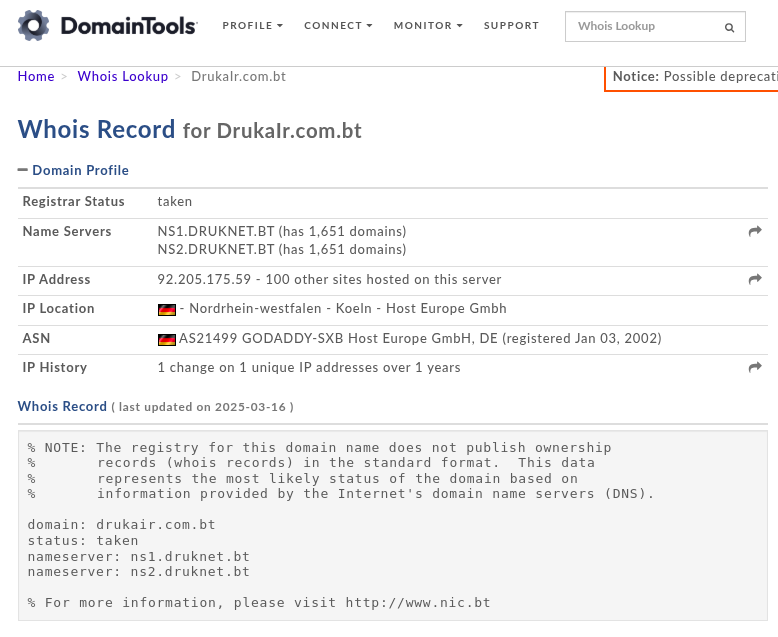 DomainTools PROFILE CONNECT MONITOR SUPPORT Whois Lookup
Home > Whois Lookup > DrukaIr.com.bt
Notice: Possible deprecati
Whois Record for DrukaIr.com.bt
Domain Profile
Registrar Status taken
Name Servers NS1.DRUKNET.BT (has 1,651 domains)
NS2.DRUKNET.BT (has 1,651 domains)
IP Address 92.205.175.59 - 100 other sites hosted on this server
IP Location - Nordrhein-westfalen - Koeln - Host Europe Gmbh
ASN AS21499 GODADDY-SXB Host Europe GmbH, DE (registered Jan 03, 2002)
IP History 1 change on 1 unique IP addresses over 1 years
Whois Record ( last updated on 2025-03-16 )
% NOTE: The registry for this domain name does not publish ownership
% records (whois records) in the standard format. This data
% represents the most likely status of the domain based on
% information provided by the Internet's domain name servers (DNS).
domain: drukair.com.bt
status: taken
nameserver: ns1.druknet.bt
nameserver: ns2.druknet.bt
% For more information, please visit http://www.nic.bt